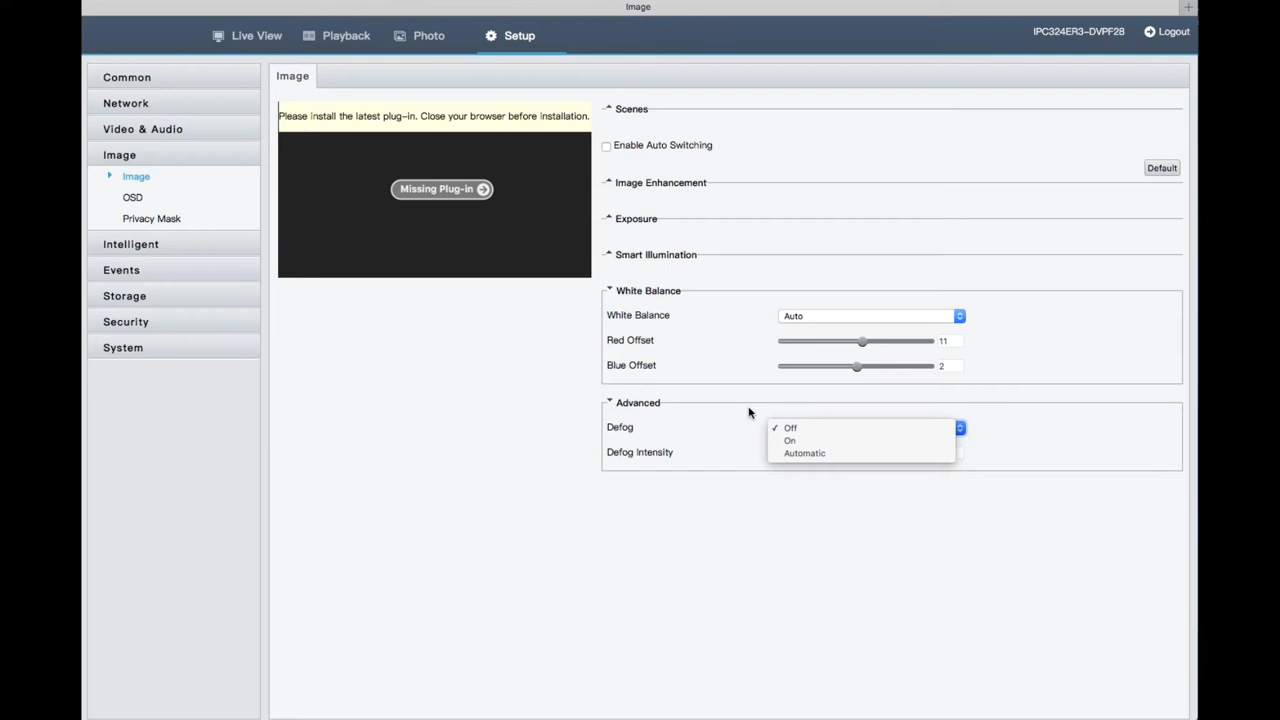 Image
Live View
Playback
Photo
Setup
IPC324ER3-DVPF28
Logout
Common
Network
Video & Audio
Image
Image
OSD
Privacy Mask
Intelligent
Events
Storage
Security
System
Image
Please install the latest plug-in. Close your browser before installation.
Missing Plug-in
Scenes
Enable Auto Switching
Default
Image Enhancement
Exposure
Smart Illumination
White Balance
White Balance
Auto
Red Offset
11
Blue Offset
2
Advanced
Defog
✓ Off
On
Automatic
Defog Intensity